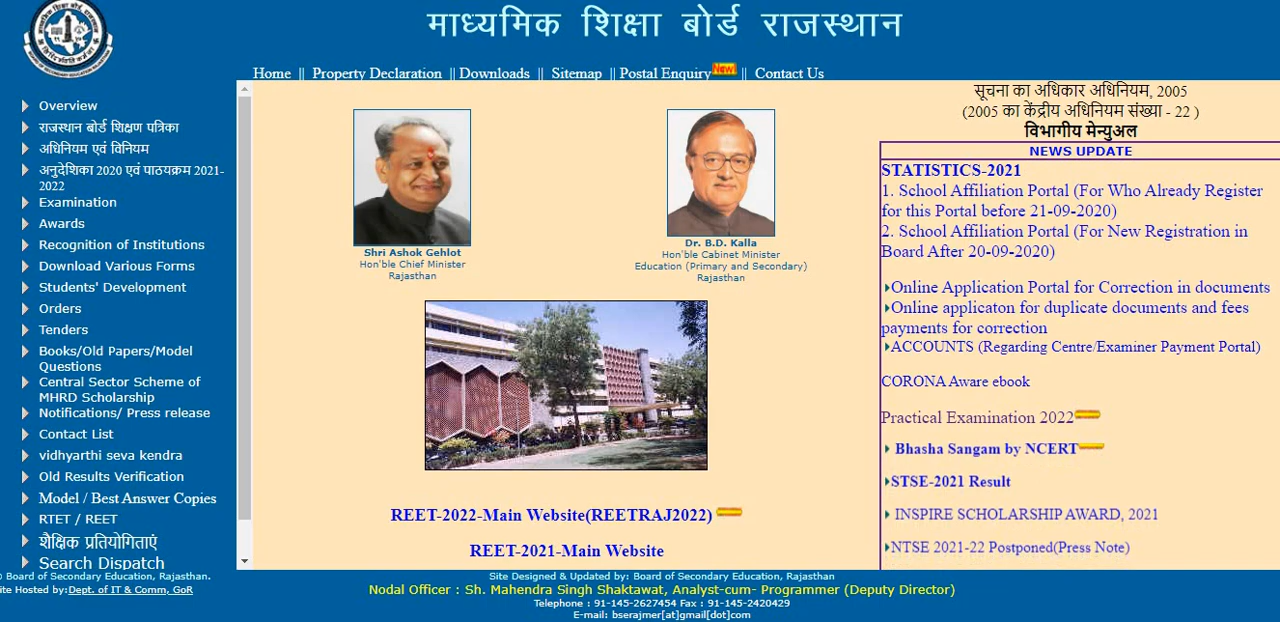 माध्यमिक शिक्षा बोर्ड राजस्थान
Home || Property Declaration || Downloads || Sitemap || Postal Enquiry New! || Contact Us
Overview
राजस्थान बोर्ड शिक्षण पत्रिका
अधिनियम एवं विनियम
अनुदेशिका 2020 एवं पाठयक्रम 2021-
2022
Examination
Awards
Recognition of Institutions
Download Various Forms
Students' Development
Orders
Tenders
Books/Old Papers/Model
Questions
Central Sector Scheme of
MHRD Scholarship
Notifications/ Press release
Contact List
vidhyarthi seva kendra
Old Results Verification
Model / Best Answer Copies
RTET / REET
शैक्षिक प्रतियोगिताएं
Search Dispatch
Shri Ashok Gehlot
Hon'ble Chief Minister
Rajasthan
Dr. B.D. Kalla
Hon'ble Cabinet Minister
Education (Primary and Secondary)
Rajasthan
REET-2022-Main Website(REETRAJ2022)
REET-2021-Main Website
सूचना का अधिकार अधिनियम, 2005
(2005 का केंद्रीय अधिनियम संख्या - 22 )
विभागीय मेन्युअल
NEWS UPDATE
STATISTICS-2021
1. School Affiliation Portal (For Who Already Register
for this Portal before 21-09-2020)
2. School Affiliation Portal (For New Registration in
Board After 20-09-2020)
Online Application Portal for Correction in documents
Online applicaton for duplicate documents and fees
payments for correction
ACCOUNTS (Regarding Centre/Examiner Payment Portal)
CORONA Aware ebook
Practical Examination 2022
Bhasha Sangam by NCERT
STSE-2021 Result
INSPIRE SCHOLARSHIP AWARD, 2021
NTSE 2021-22 Postponed(Press Note)
Board of Secondary Education, Rajasthan.
ite Hosted by:Dept. of IT & Comm, GoR
Site Designed & Updated by: Board of Secondary Education, Rajasthan
Nodal Officer : Sh. Mahendra Singh Shaktawat, Analyst-cum- Programmer (Deputy Director)
Telephone : 91-145-2627454 Fax : 91-145-2420429
E-mail: bserajmer[at]gmail[dot]com